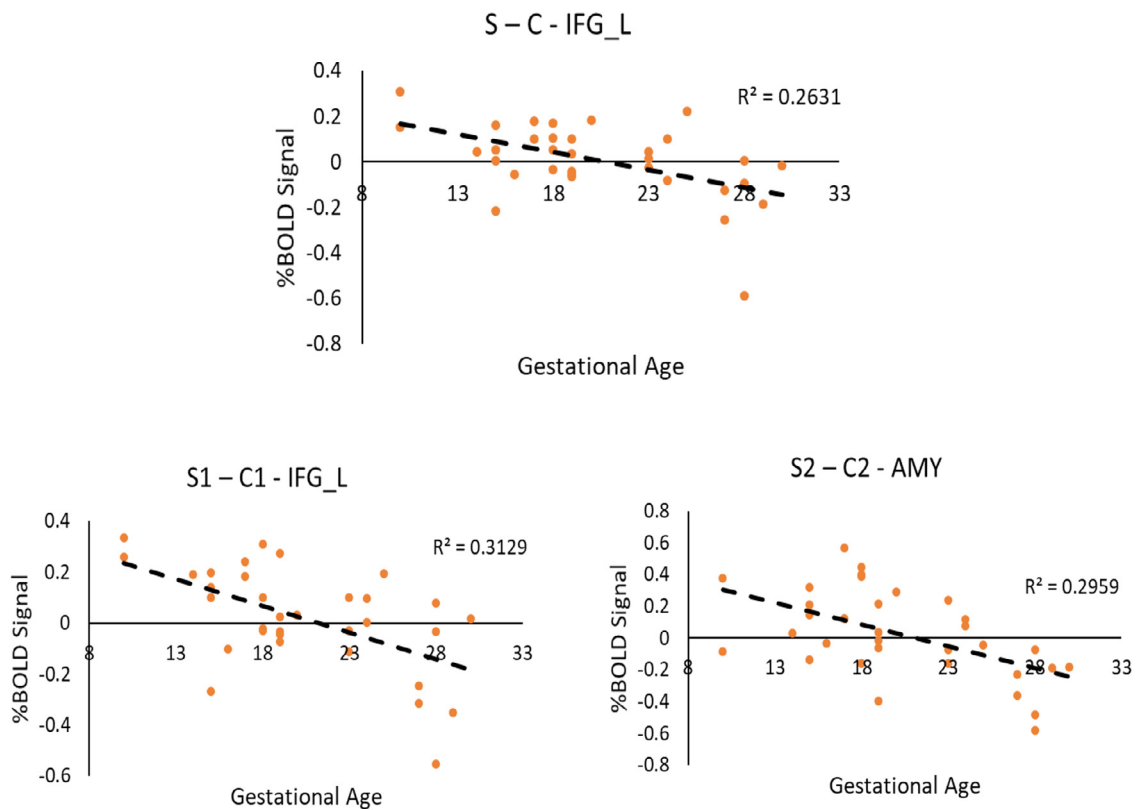 S – C - IFG_L
0.4
R² = 0.2631
0.2
0
8 13 18 23 28 33
-0.2
-0.4
-0.6
-0.8
%BOLD Signal
Gestational Age
S1 – C1 - IFG_L
0.4
R² = 0.3129
0.2
0
8 13 18 23 28 33
-0.2
-0.4
-0.6
%BOLD Signal
Gestational Age
S2 – C2 - AMY
0.8
0.6
R² = 0.2959
0.4
0.2
0
8 13 18 23 28 33
-0.2
-0.4
-0.6
-0.8
%BOLD Signal
Gestational Age